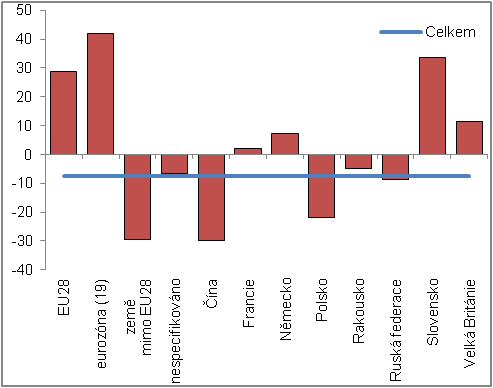 50
40
30
20
10
0
-10
-20
-30
-40
Celkem
EU28
eurozóna (19)
země
mimo EU28
nespecifikováno
Čína
Francie
Německo
Polsko
Rakousko
Ruská federace
Slovensko
Velká Británie